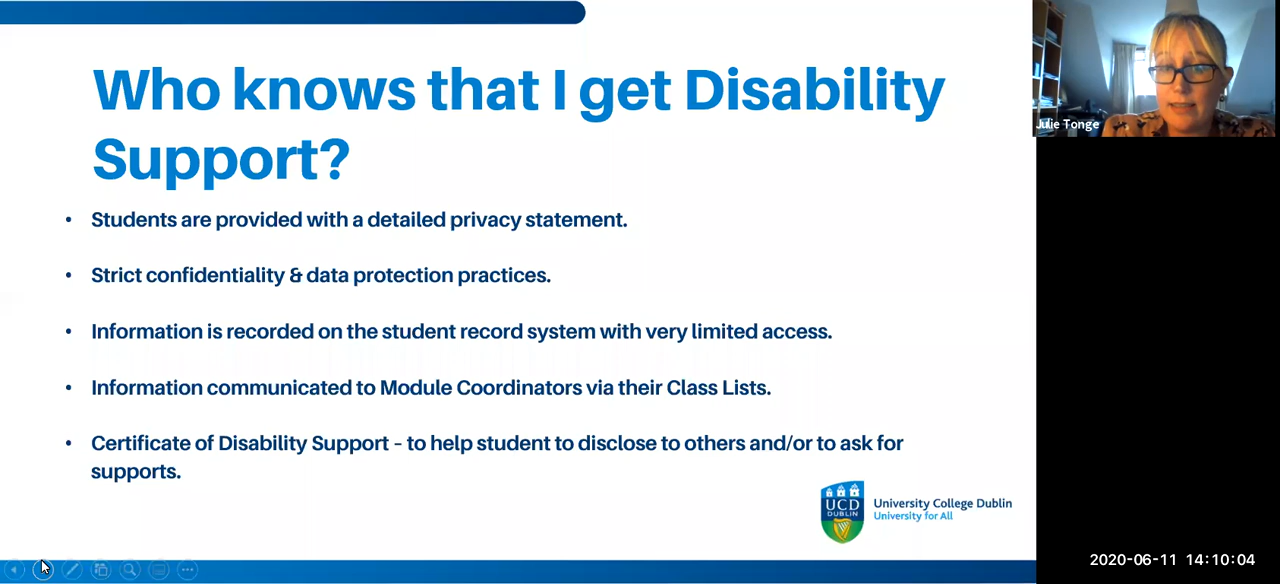 Who knows that I get Disability
Support?
• Students are provided with a detailed privacy statement.
• Strict confidentiality & data protection practices.
• Information is recorded on the student record system with very limited access.
• Information communicated to Module Coordinators via their Class Lists.
• Certificate of Disability Support – to help student to disclose to others and/or to ask for
supports.
UCD
DUBLIN
University College Dublin
University for All
Julie Tonge
2020-06-11 14:10:04